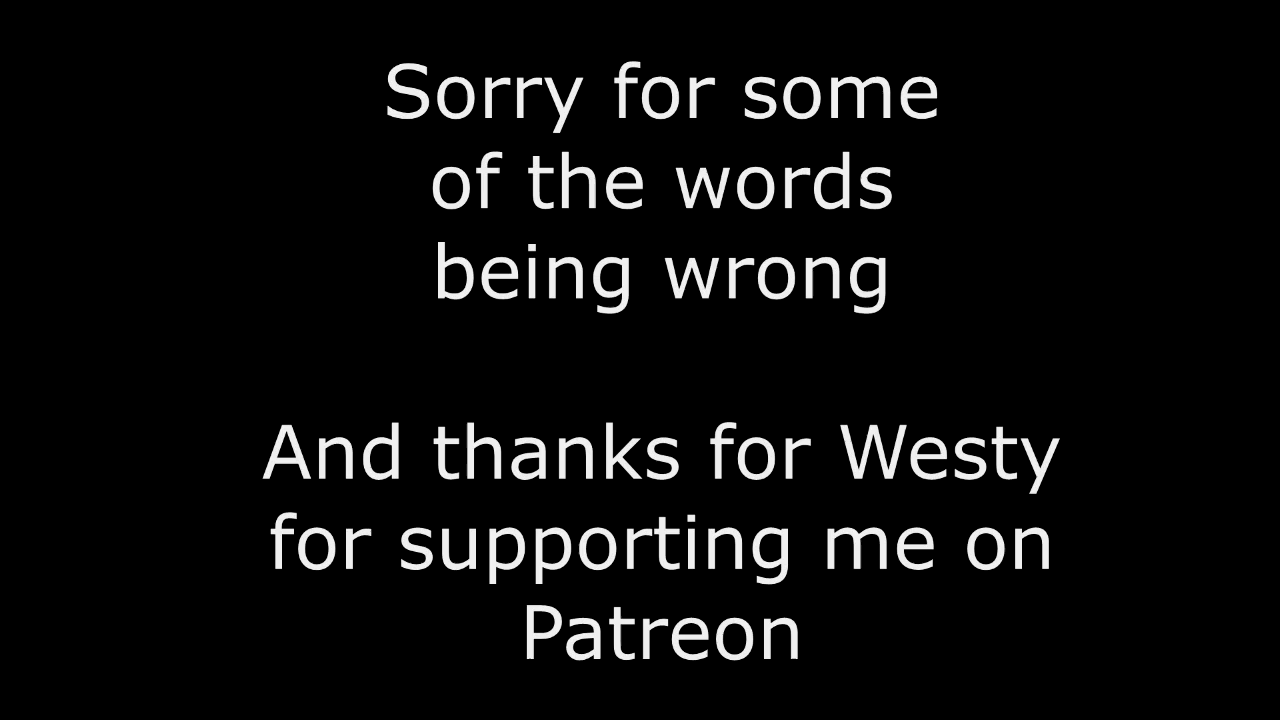 Sorry for some
of the words
being wrong
And thanks for Westy
for supporting me on
Patreon